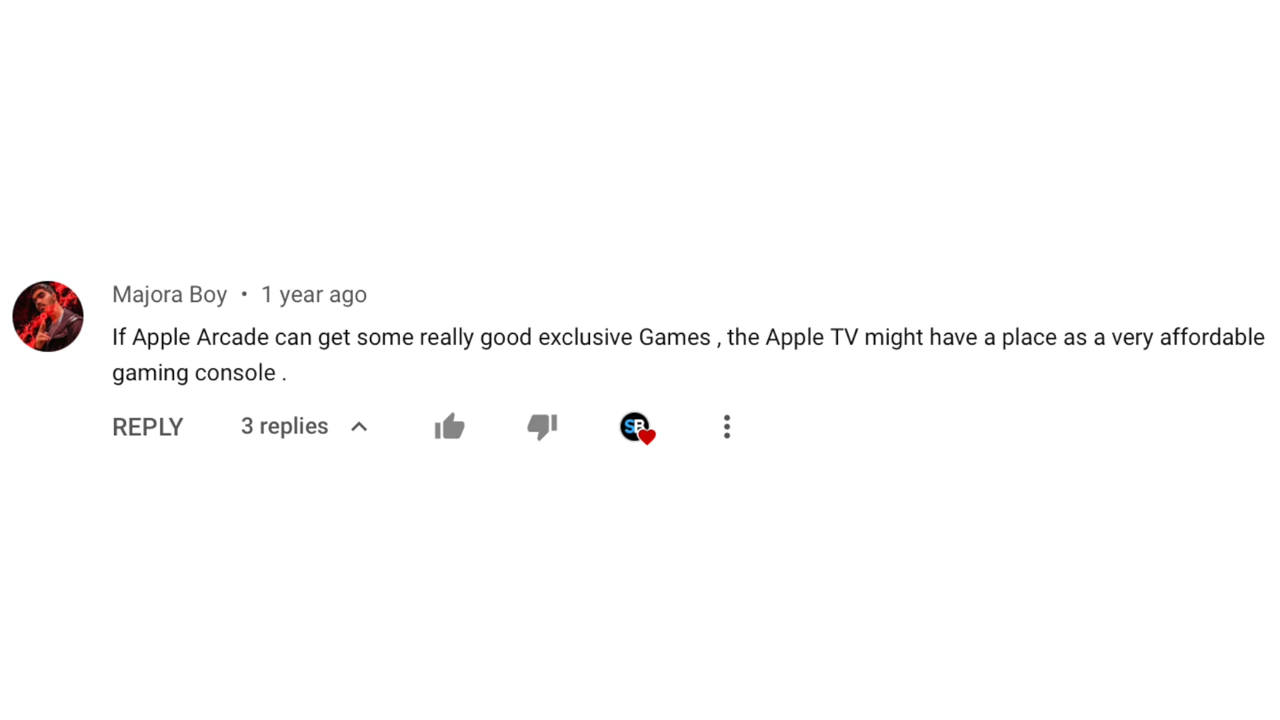 Majora Boy • 1 year ago
If Apple Arcade can get some really good exclusive Games , the Apple TV might have a place as a very affordable
gaming console .
REPLY 3 replies
SB